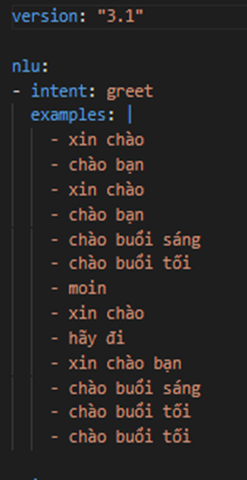 version: "3.1"
nlu:
- intent: greet
examples: |
- xin chào
- chào bạn
- xin chào
- chào bạn
- chào buổi sáng
- chào buổi tối
- moin
- xin chào
- hãy đi
- xin chào bạn
- chào buổi sáng
- chào buổi tối
- chào buổi tối